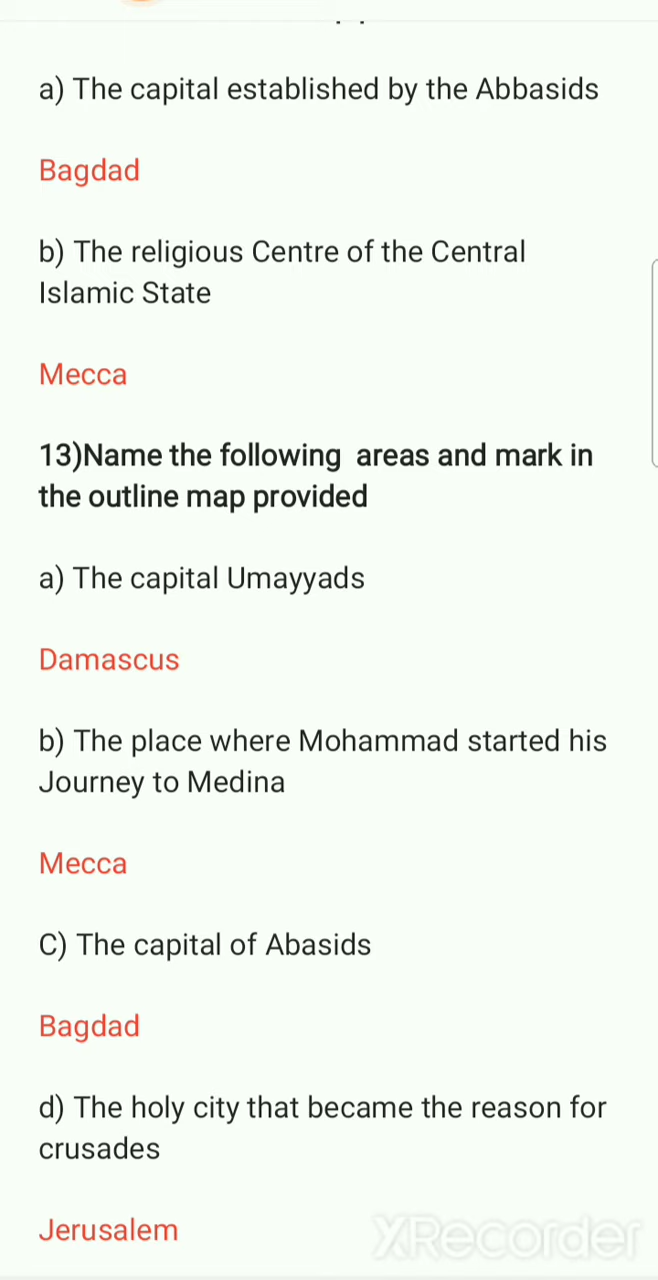 a) The capital established by the Abbasids
Bagdad
b) The religious Centre of the Central
Islamic State
Mecca
13)Name the following areas and mark in
the outline map provided
a) The capital Umayyads
Damascus
b) The place where Mohammad started his
Journey to Medina
Mecca
C) The capital of Abasids
Bagdad
d) The holy city that became the reason for
crusades
Jerusalem
XRecorder